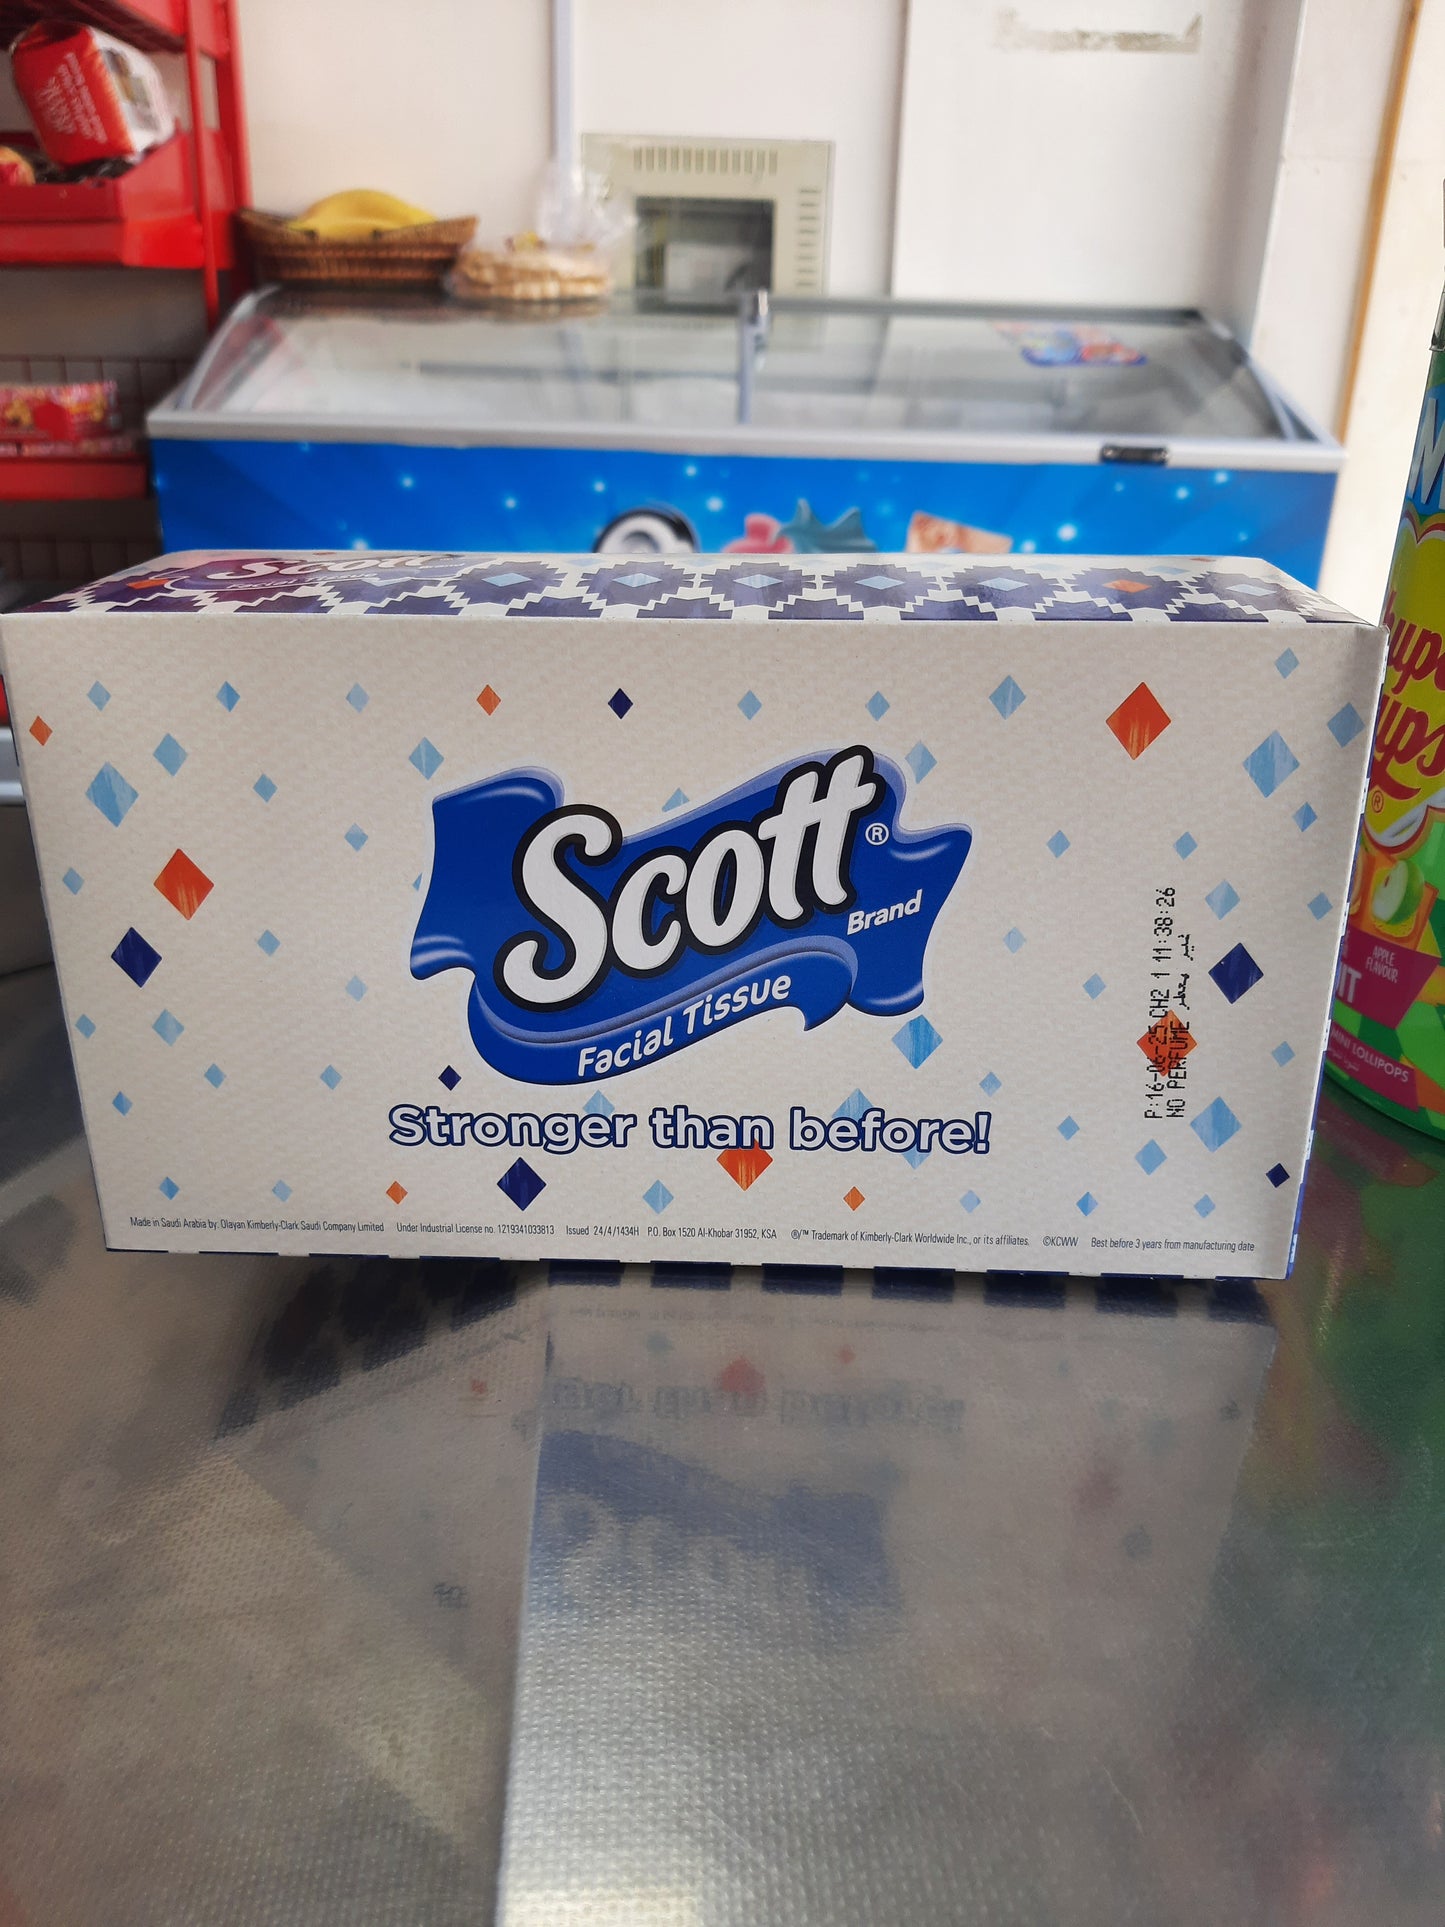 Scott
Scott®
Brand
Facial Tissue
Stronger than before!
P:16-06-25 CH2 1 11:38:26
NO PERFUME غير معطر
Made in Saudi Arabia by: Olayan Kimberly-Clark Saudi Company Limited Under Industrial License no. 1219341033813 Issued 24/4/1434H P.O. Box 1520 Al-Khobar 31952, KSA ®/™ Trademark of Kimberly-Clark Worldwide Inc., or its affiliates. ©KCWW Best before 3 years from manufacturing date
APPLE
FLAVOUR
MINI LOLLIPOPS